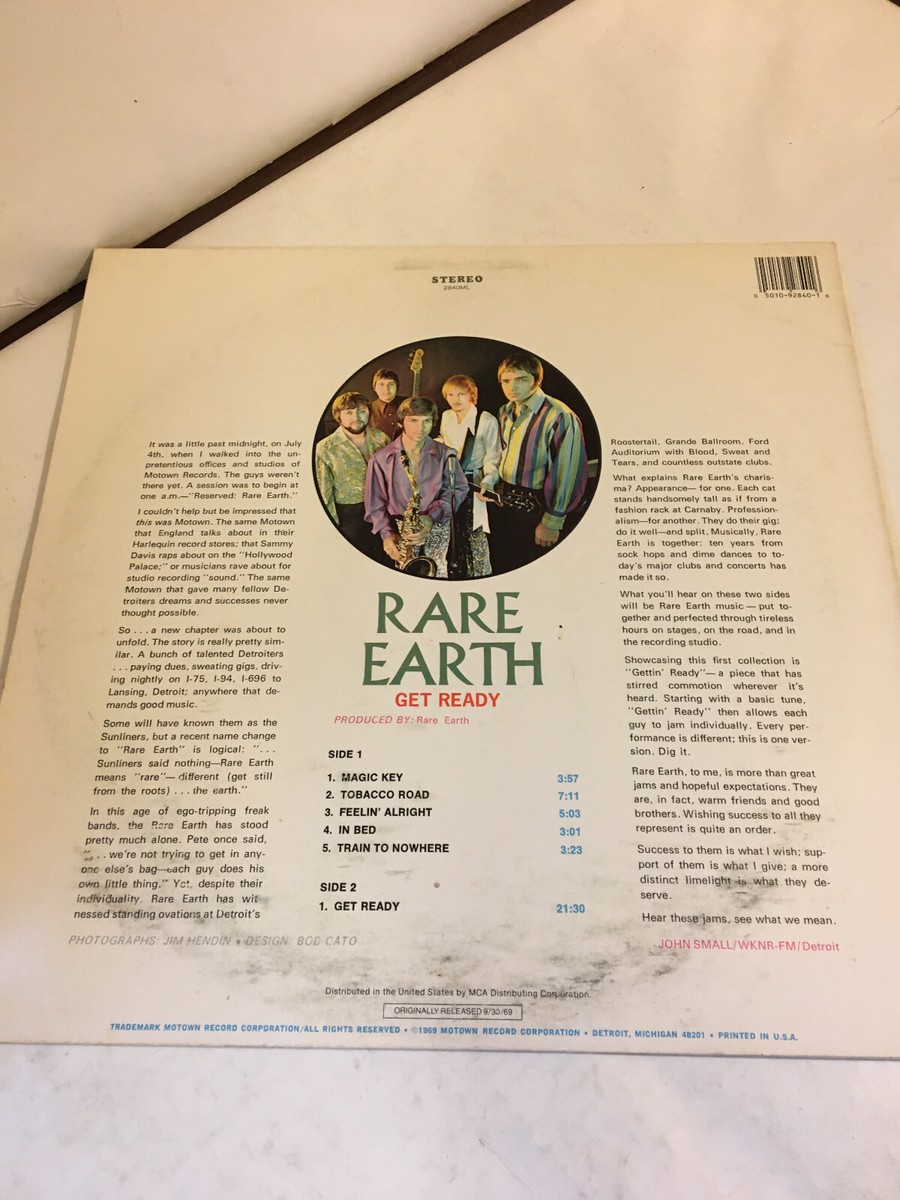 STEREO
2840ML
0 5010-92840-1 4
It was a little past midnight, on July
4th, when I walked into the un-
pretentious offices and studios of
Motown Records. The guys weren't
there yet. A session was to begin at
one a.m.—"Reserved: Rare Earth."
I couldn't help but be impressed that
this was Motown. The same Motown
that England talks about in their
Harlequin record stores; that Sammy
Davis raps about on the "Hollywood
Palace;" or musicians rave about for
studio recording "sound." The same
Motown that gave many fellow De-
troiters dreams and successes never
thought possible.
So . . . a new chapter was about to
unfold. The story is really pretty sim-
ilar. A bunch of talented Detroiters
. . . paying dues, sweating gigs, driv-
ing nightly on I-75, I-94, I-696 to
Lansing, Detroit; anywhere that de-
mands good music.
Some will have known them as the
Sunliners, but a recent name change
to "Rare Earth" is logical: ". . .
Sunliners said nothing—Rare Earth
means "rare"—different (get still
from the roots) . . . the earth."
In this age of ego-tripping freak
bands, the Rare Earth has stood
pretty much alone. Pete once said,
". . . we're not trying to get in any-
one else's bag—each guy does his
own little thing." Yet, despite their
individuality, Rare Earth has wit-
nessed standing ovations at Detroit's
PHOTOGRAPHS: JIM HENDIN • DESIGN: BOB CATO
RARE
EARTH
GET READY
PRODUCED BY: Rare Earth
SIDE 1
1. MAGIC KEY 3:57
2. TOBACCO ROAD 7:11
3. FEELIN' ALRIGHT 5:03
4. IN BED 3:01
5. TRAIN TO NOWHERE 3:23
SIDE 2
1. GET READY 21:30
Roostertail, Grande Ballroom, Ford
Auditorium with Blood, Sweat and
Tears, and countless outstate clubs.
What explains Rare Earth's charis-
ma? Appearance— for one. Each cat
stands handsomely tall as if from a
fashion rack at Carnaby. Profession-
alism—for another. They do their gig;
do it well—and split. Musically, Rare
Earth is together; ten years from
sock hops and dime dances to to-
day's major clubs and concerts has
made it so.
What you'll hear on these two sides
will be Rare Earth music — put to-
gether and perfected through tireless
hours on stages, on the road, and in
the recording studio.
Showcasing this first collection is
"Gettin' Ready"— a piece that has
stirred commotion wherever it's
heard. Starting with a basic tune,
"Gettin' Ready" then allows each
guy to jam individually. Every per-
formance is different; this is one ver-
sion. Dig it.
Rare Earth, to me, is more than great
jams and hopeful expectations. They
are, in fact, warm friends and good
brothers. Wishing success to all they
represent is quite an order.
Success to them is what I wish; sup-
port of them is what I give; a more
distinct limelight is what they de-
serve.
Hear these jams, see what we mean.
JOHN SMALL/WKNR-FM/Detroit
Distributed in the United States by MCA Distributing Corporation.
ORIGINALLY RELEASED 9/30/69
TRADEMARK MOTOWN RECORD CORPORATION/ALL RIGHTS RESERVED • ©1969 MOTOWN RECORD CORPORATION • DETROIT, MICHIGAN 48201 • PRINTED IN U.S.A.